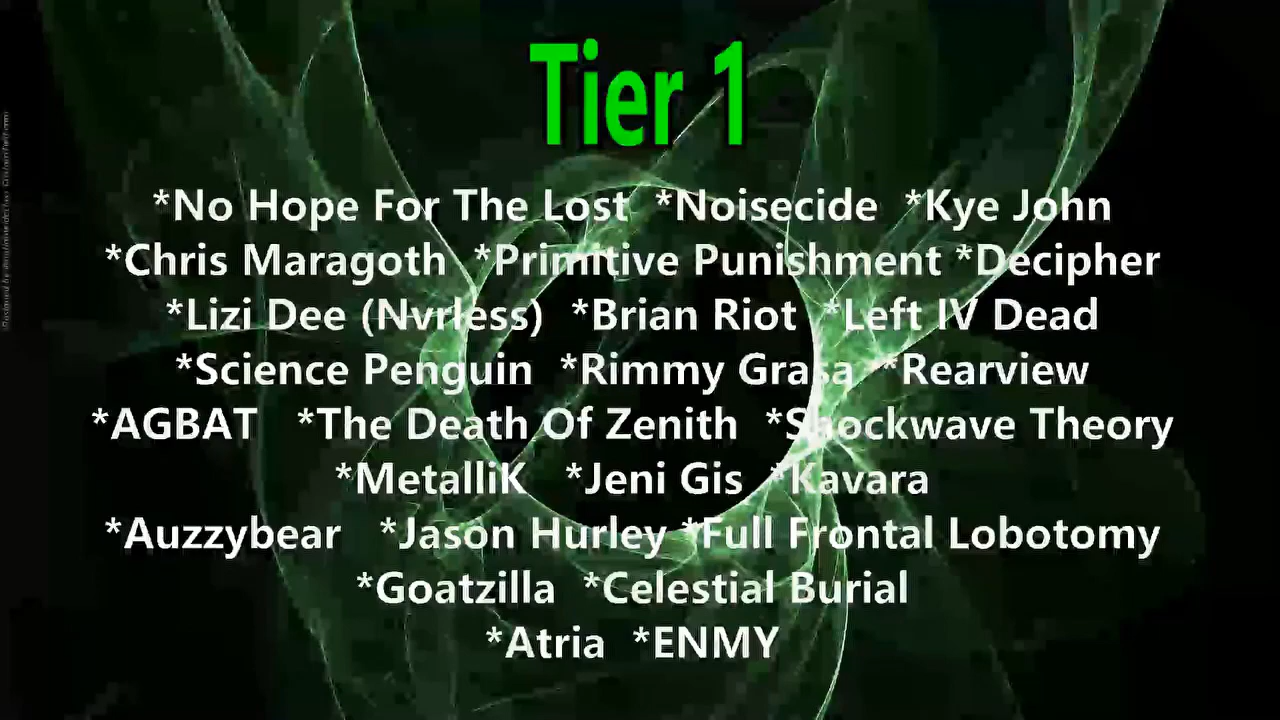 Tier 1
*No Hope For The Lost *Noisecide *Kye John
*Chris Maragoth *Primitive Punishment *Decipher
*Lizi Dee (Nvrless) *Brian Riot *Left IV Dead
*Science Penguin *Rimmy Grasa *Rearview
*AGBAT *The Death Of Zenith *Shockwave Theory
*MetalliK *Jeni Gis *Kavara
*Auzzybear *Jason Hurley *Full Frontal Lobotomy
*Goatzilla *Celestial Burial
*Atria *ENMY